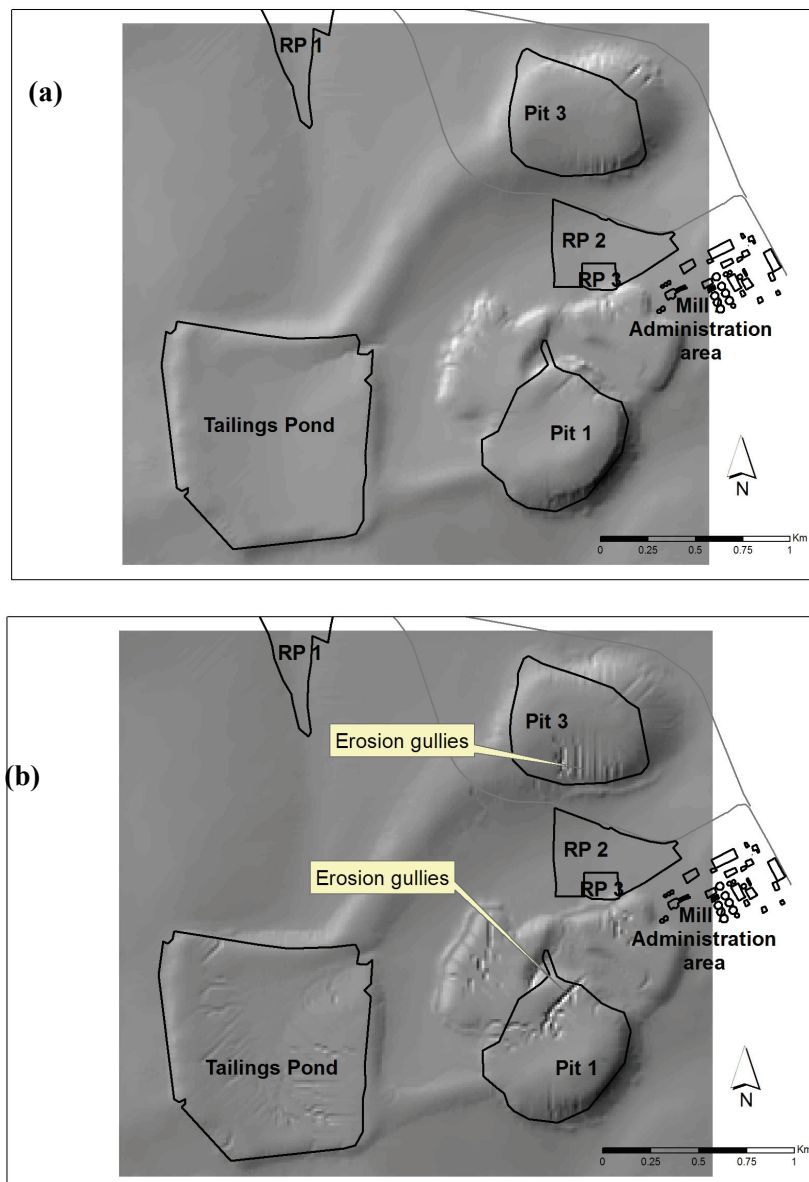 (a)
RP 1
Pit 3
RP 2
RP 3
Mill
Administration
area
Tailings Pond
Pit 1
N
Km
0 0.25 0.5 0.75 1
(b)
RP 1
Pit 3
Erosion gullies
RP 2
Erosion gullies
RP 3
Mill
Administration
area
Tailings Pond
Pit 1
N
Km
0 0.25 0.5 0.75 1